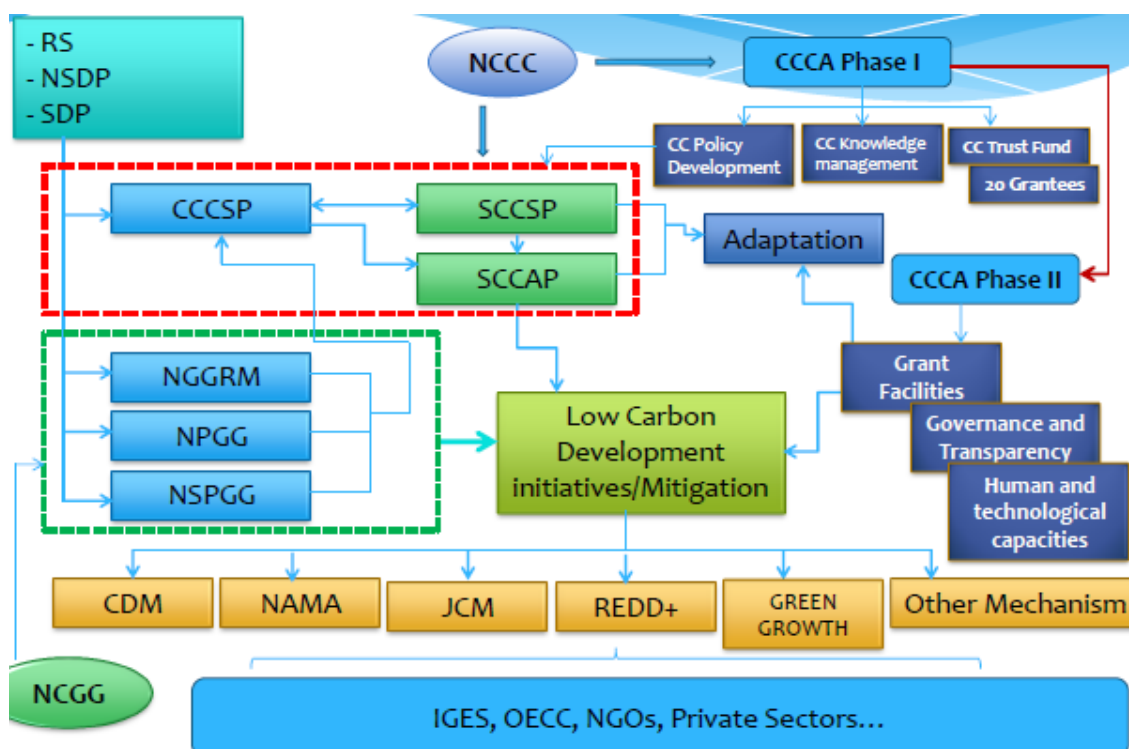 - RS
- NSDP
- SDP
NCCC
CCCA Phase I
CC Policy
Development
CC Knowledge
management
CC Trust Fund
20 Grantees
CCCSP
SCCSP
SCCAP
Adaptation
CCCA Phase II
NGGRM
NPGG
NSPGG
Low Carbon
Development
initiatives/Mitigation
Grant
Facilities
Governance and
Transparency
Human and
technological
capacities
CDM
NAMA
JCM
REDD+
GREEN
GROWTH
Other Mechanism
NCGG
IGES, OECC, NGOs, Private Sectors...